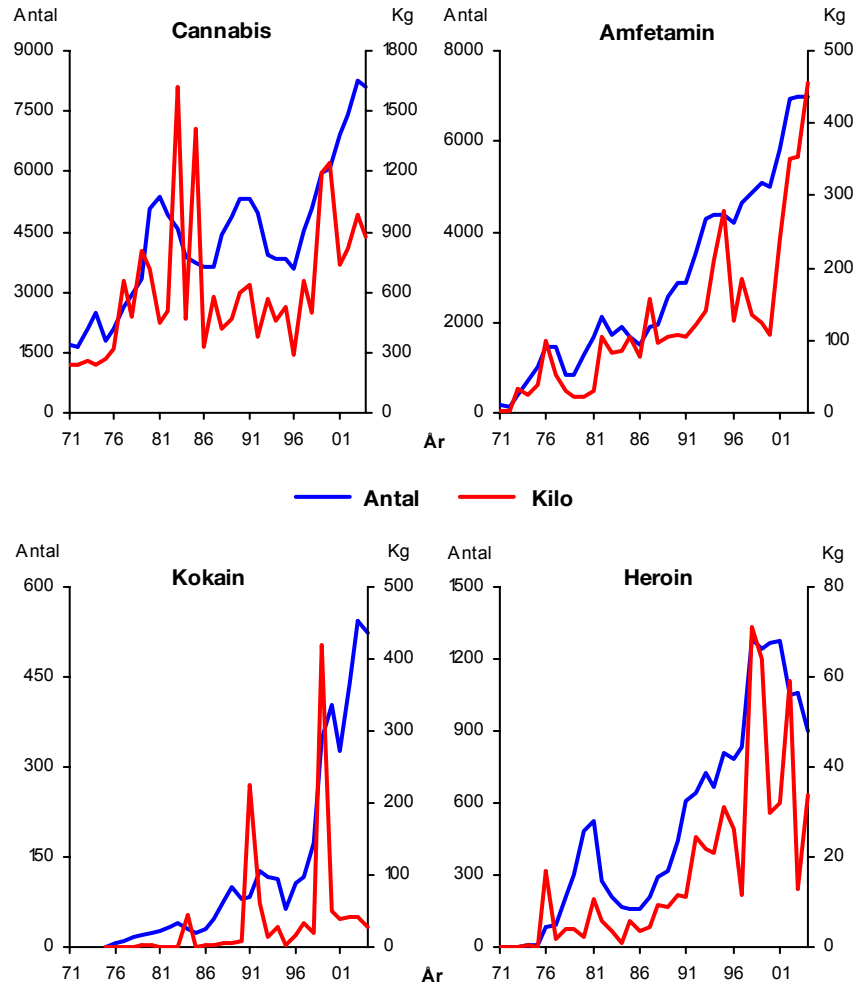 Antal Kg Antal Kg
Cannabis Amfetamin
9000 1800 8000 500
7500 1500 400
6000 1200 6000 300
4500 900 4000
3000 600 200
1500 300 2000 100
0 0 0 0
71 76 81 86 91 96 01 71 76 81 86 91 96 01
År
Antal Kilo
Antal Kg Antal Kg
Kokain Heroin
600 500 1500 80
450 400 1200 60
300 300 900 40
200 600
150 100 300 20
0 0 0 0
71 76 81 86 91 96 01 71 76 81 86 91 96 01
År